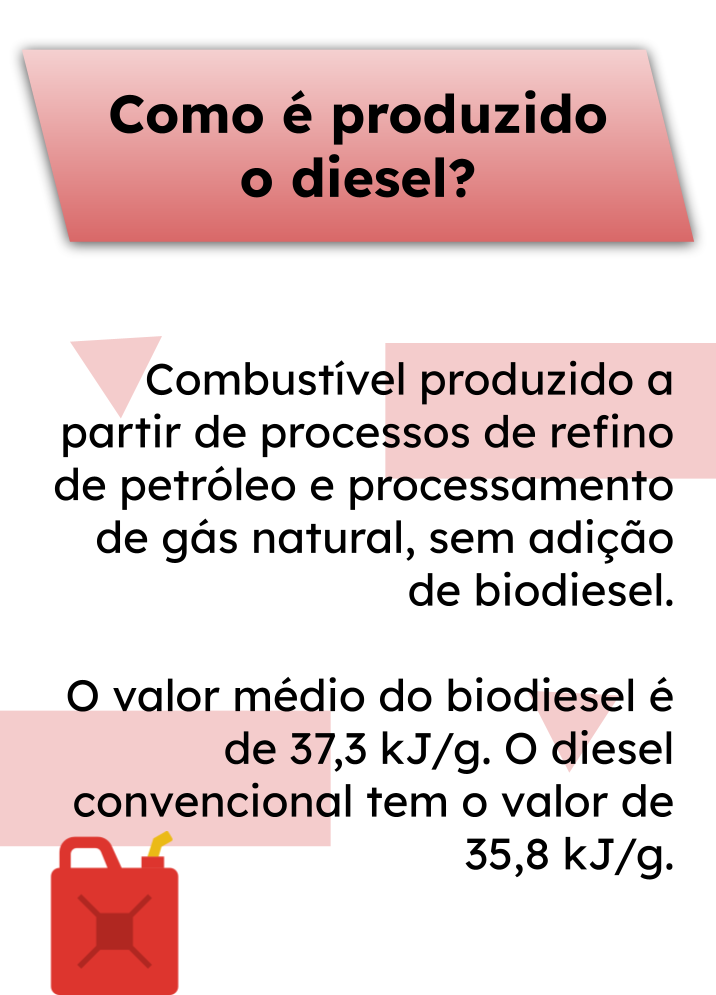 Como é produzido
o diesel?
Combustível produzido a
partir de processos de refino
de petróleo e processamento
de gás natural, sem adição
de biodiesel.
O valor médio do biodiesel é
de 37,3 kJ/g. O diesel
convencional tem o valor de
35,8 kJ/g.